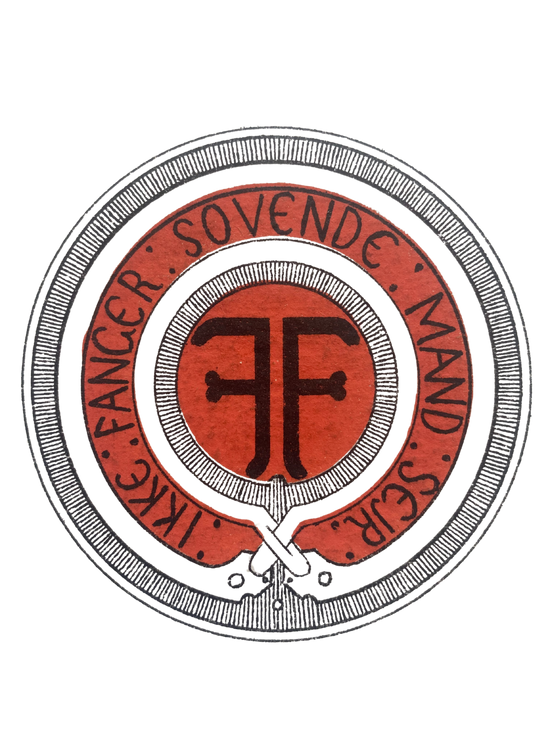 IKKE · FANGER : SOVENDE : MAND : SEJR.
FF